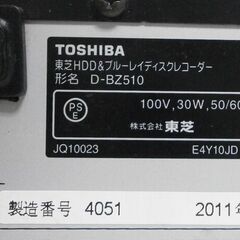 TOSHIBA
東芝HDD&ブルーレイディスクレコーダー
形名 D-BZ510
PS
E
100V,30W,50/60
株式会社 東芝
JQ10023 E4Y10JD
製造番号 4051 2011年